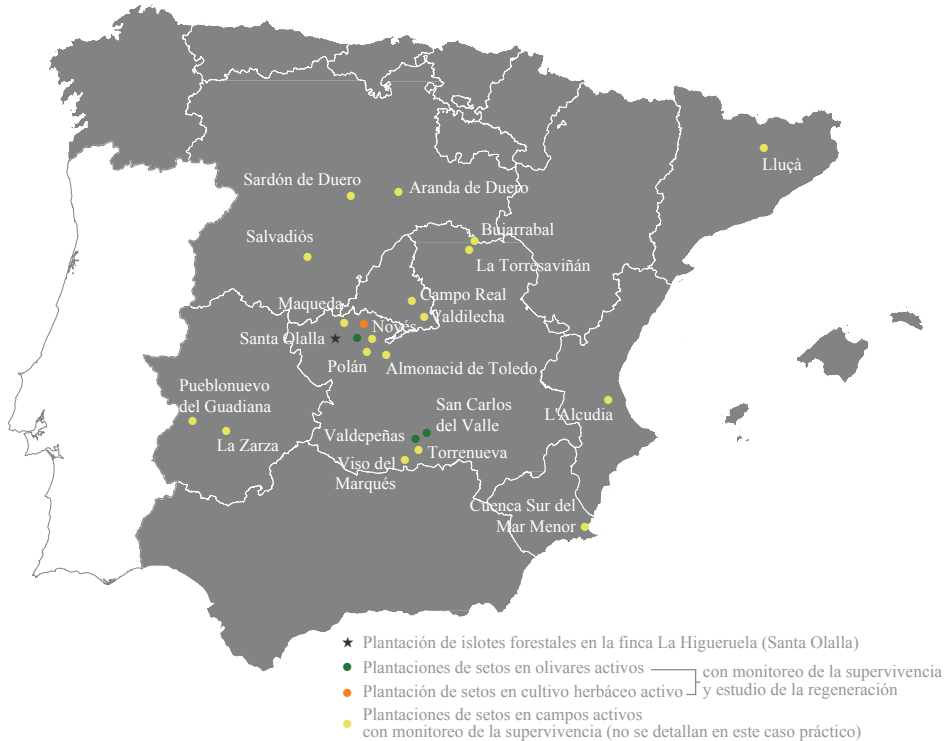 Lluçà
Sardón de Duero
Aranda de Duero
Bujarrabal
Salvadiós
La Torresaviñán
Campo Real
Maqueda
Valdilecha
Novés
Santa Olalla
Polán
Almonacid de Toledo
Pueblonuevo
del Guadiana
San Carlos
del Valle
L'Alcudia
La Zarza
Valdepeñas
Torrenueva
Viso del
Marqués
Cuenca Sur del
Mar Menor
Plantación de islotes forestales en la finca La Higueruela (Santa Olalla)
Plantaciones de setos en olivares activos
Plantación de setos en cultivo herbáceo activo
con monitoreo de la supervivencia
y estudio de la regeneración
Plantaciones de setos en campos activos
con monitoreo de la supervivencia (no se detallan en este caso práctico)